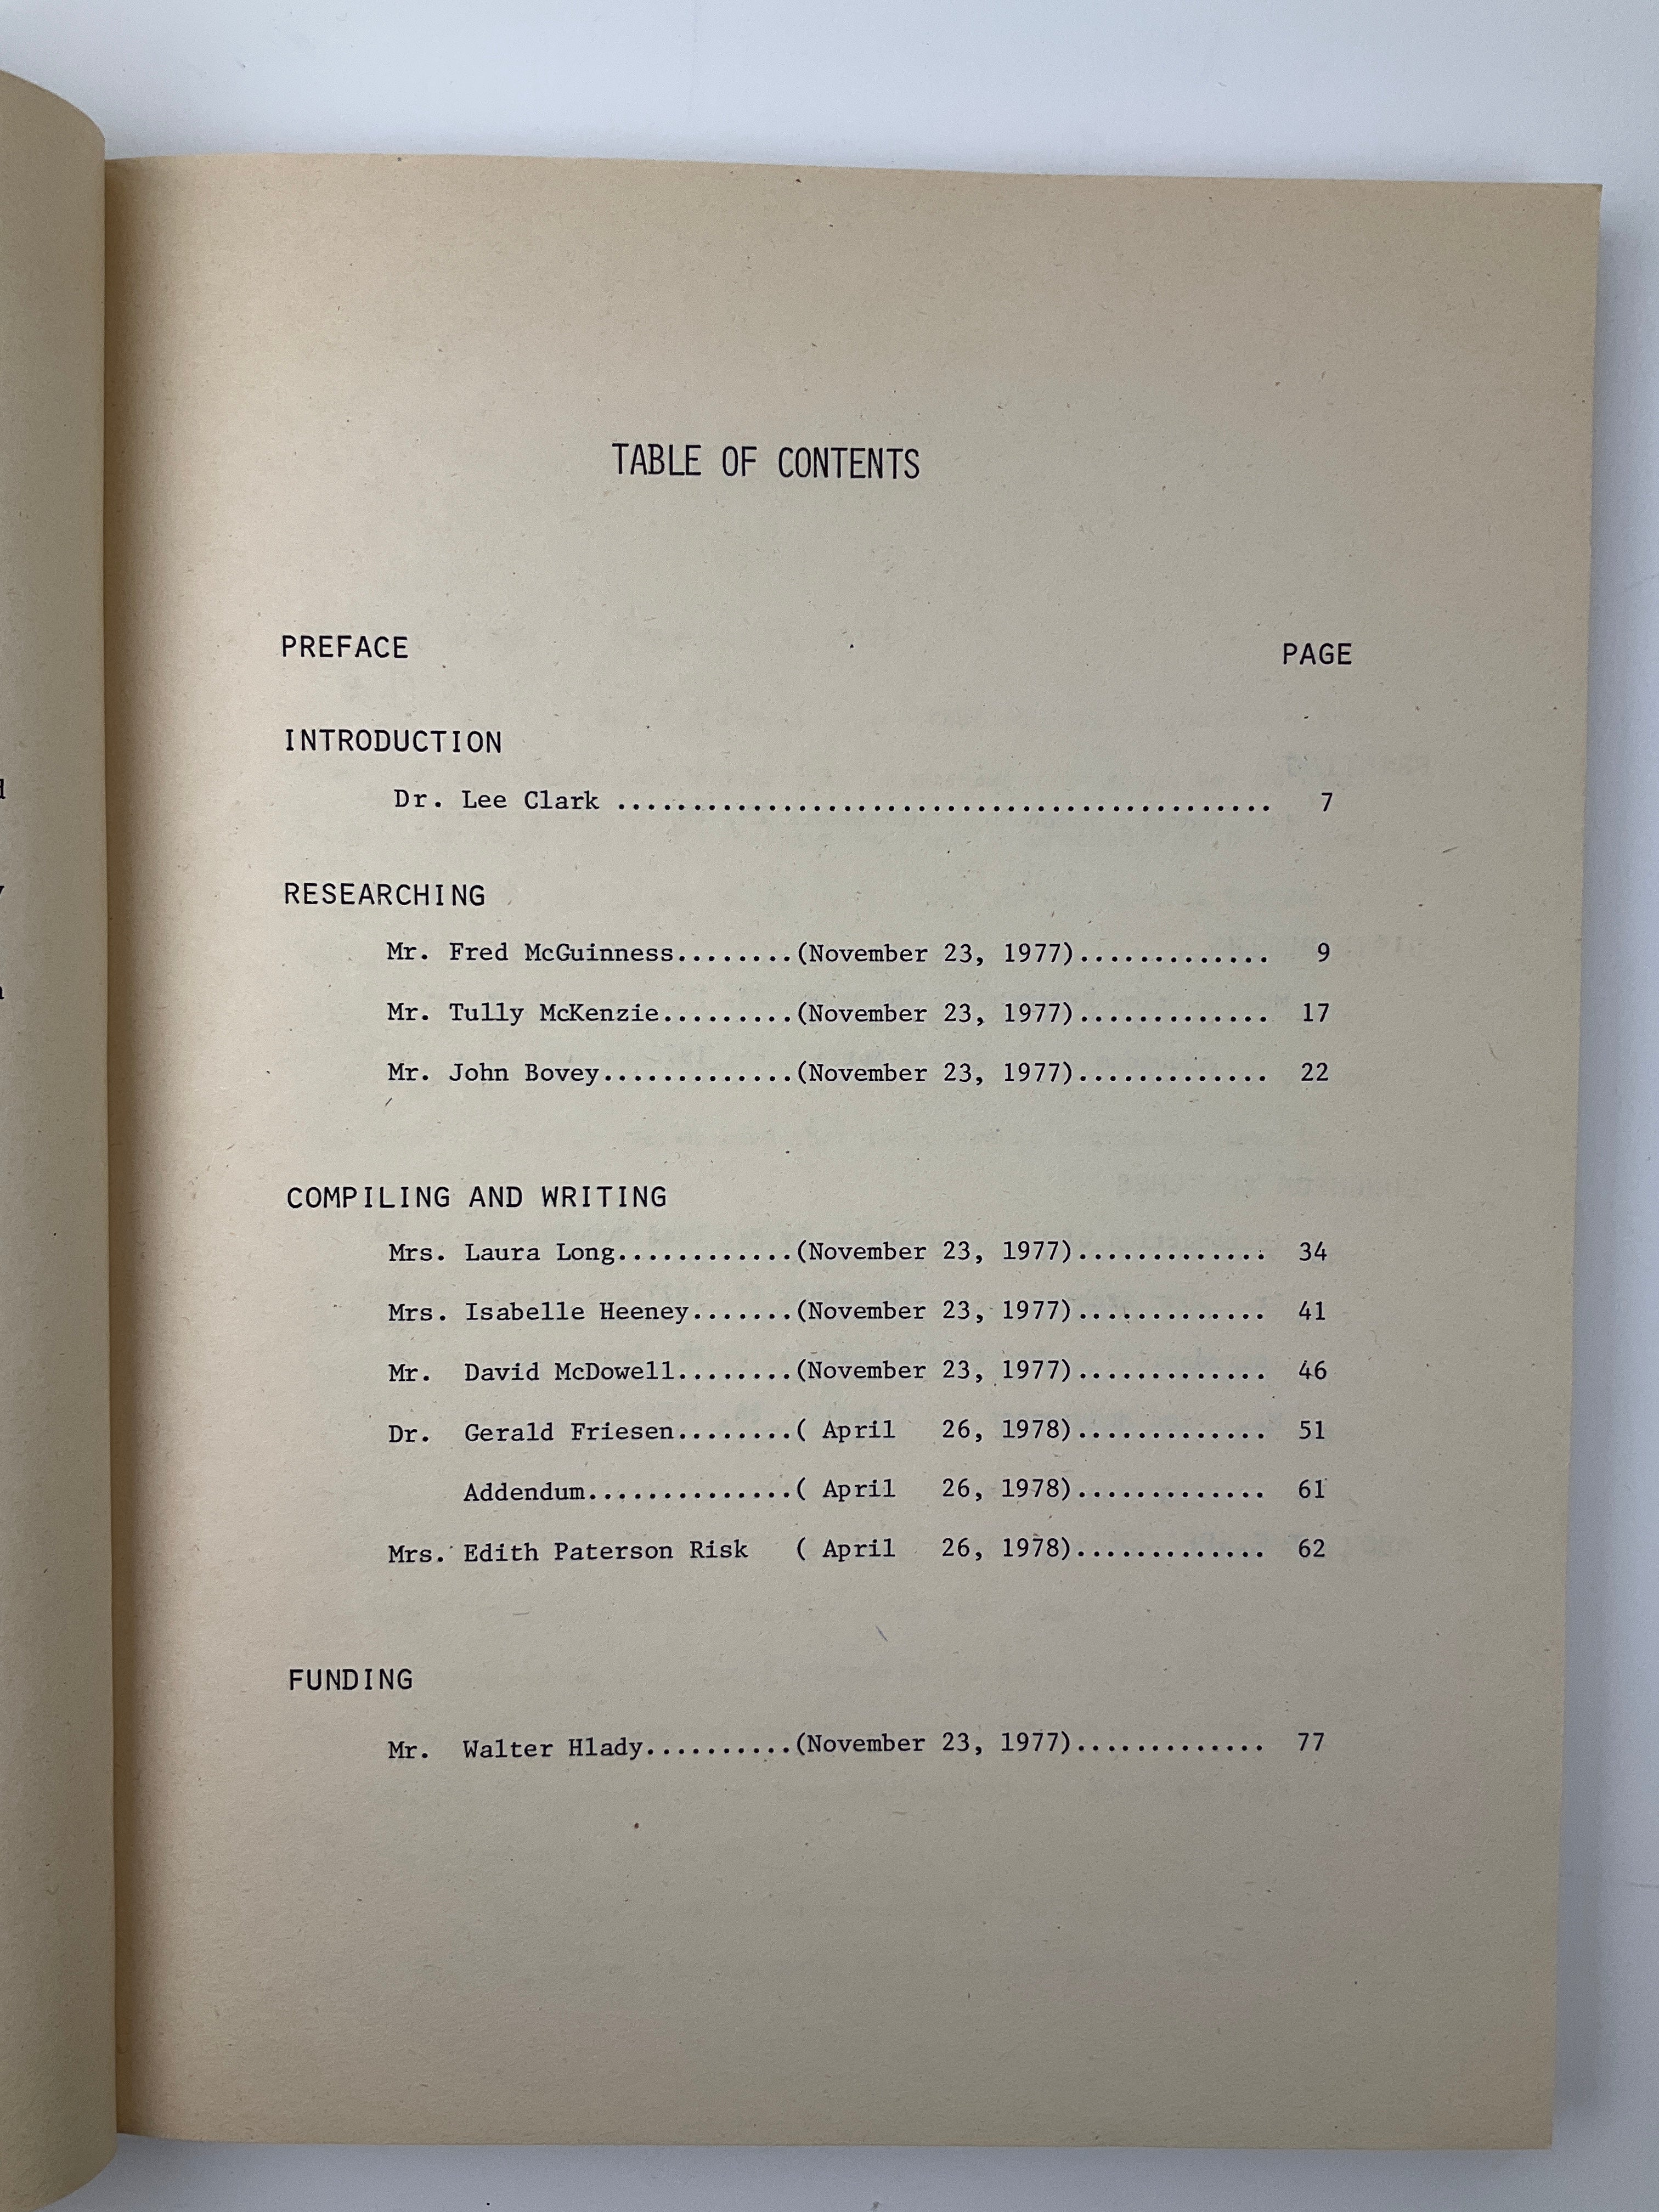 TABLE OF CONTENTS
PREFACE PAGE
INTRODUCTION
Dr. Lee Clark ........................................... 7
RESEARCHING
Mr. Fred McGuinness........(November 23, 1977)............. 9
Mr. Tully McKenzie.........(November 23, 1977)............. 17
Mr. John Bovey.............(November 23, 1977)............. 22
COMPILING AND WRITING
Mrs. Laura Long............(November 23, 1977)............. 34
Mrs. Isabelle Heeney.......(November 23, 1977)............. 41
Mr. David McDowell........(November 23, 1977)............. 46
Dr. Gerald Friesen........( April 26, 1978)............. 51
Addendum..............( April 26, 1978)............. 61
Mrs. Edith Paterson Risk ( April 26, 1978)............. 62
FUNDING
Mr. Walter Hlady..........(November 23, 1977)............. 77